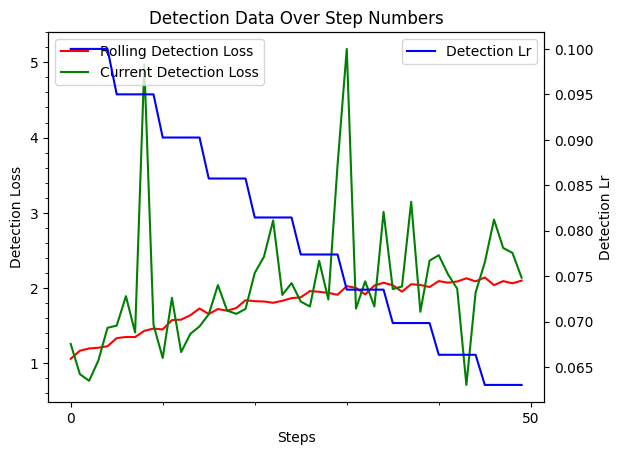 Detection Data Over Step Numbers
Rolling Detection Loss
Current Detection Loss
Detection Lr
5
4
3
2
1
Detection Loss
0.100
0.095
0.090
0.085
0.080
0.075
0.070
0.065
Detection Lr
0
50
Steps